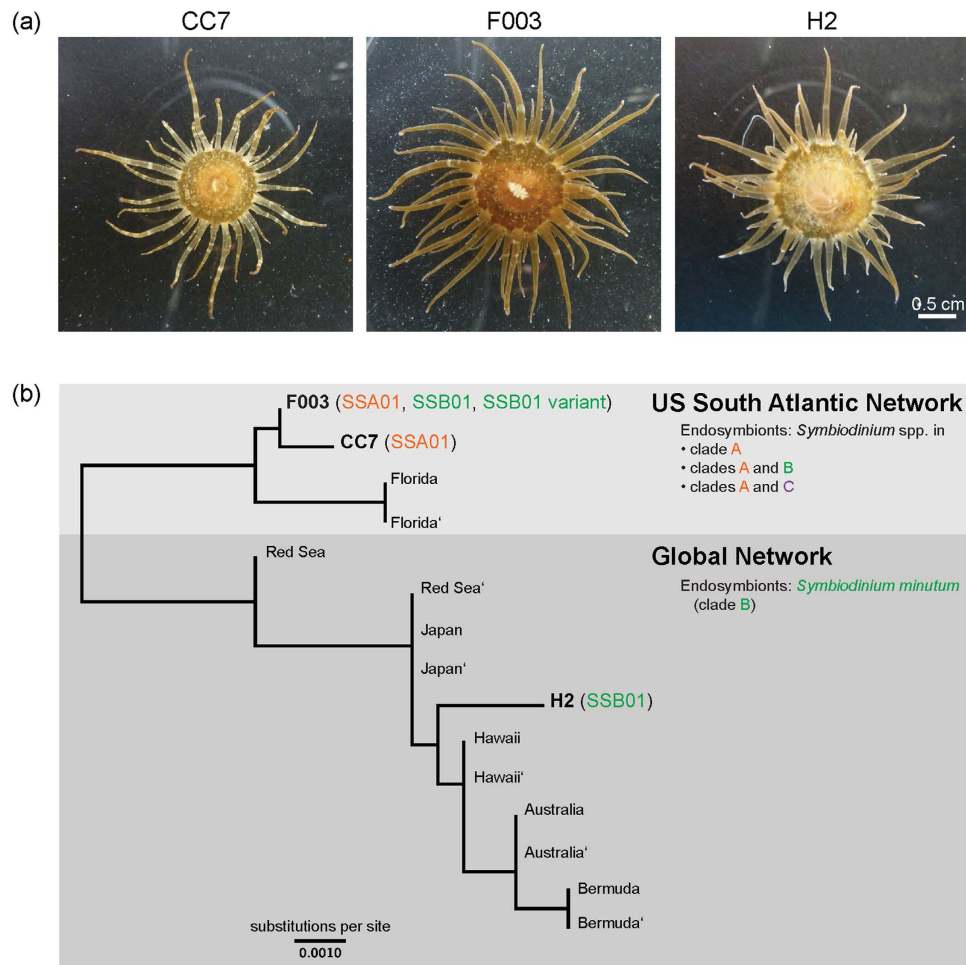 (a)
CC7
F003
H2
0.5 cm
(b)
F003 (SSA01, SSB01, SSB01 variant)
CC7 (SSA01)
Florida
Florida‘
US South Atlantic Network
Endosymbionts: Symbiodinium spp. in
• clade A
• clades A and B
• clades A and C
Red Sea
Red Sea‘
Japan
Japan‘
H2 (SSB01)
Hawaii
Hawaii‘
Australia
Australia‘
Bermuda
Bermuda‘
Global Network
Endosymbionts: Symbiodinium minutum
(clade B)
substitutions per site
0.0010